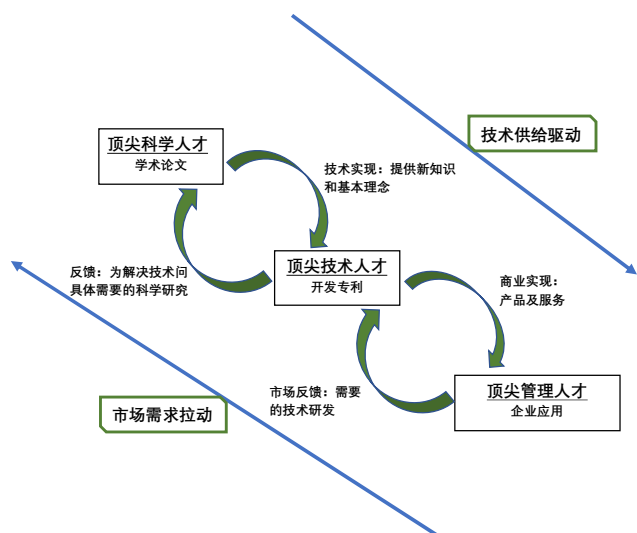 技术供给驱动
顶尖科学人才
学术论文
技术实现：提供新知识
和基本理念
顶尖技术人才
开发专利
反馈：为解决技术问
具体需要的科学研究
商业实现：
产品及服务
顶尖管理人才
企业应用
市场反馈：需要
的技术研发
市场需求拉动